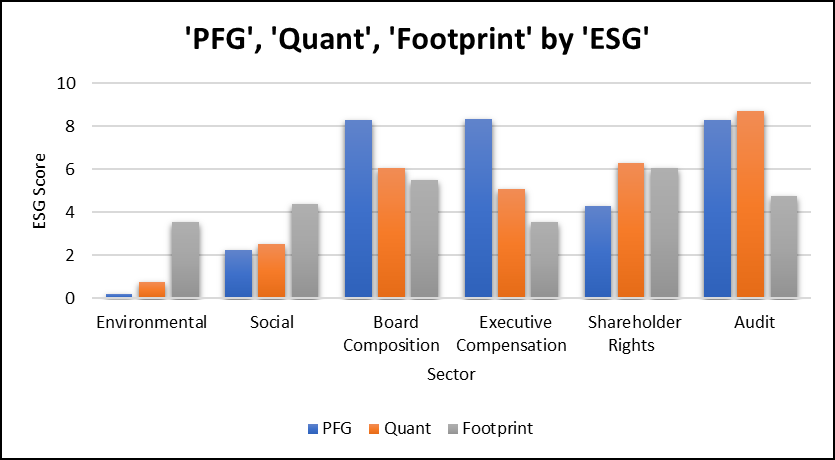 'PFG', 'Quant', 'Footprint' by 'ESG'
10
8
6
4
2
0
ESG Score
Environmental
Social
Board
Composition
Executive
Compensation
Shareholder
Rights
Audit
Sector
PFG
Quant
Footprint